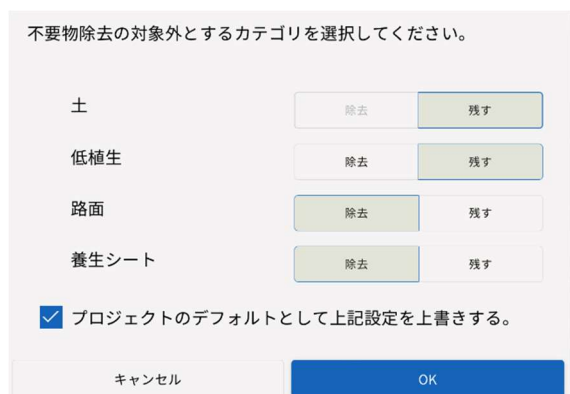 不要物除去の対象外とするカテゴリを選択してください。
土 除去 残す
低植生 除去 残す
路面 除去 残す
養生シート 除去 残す
プロジェクトのデフォルトとして上記設定を上書きする。
キャンセル OK